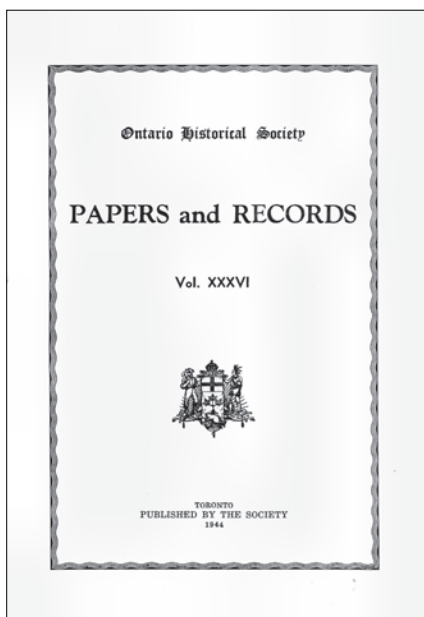 Ontario Historical Society
PAPERS and RECORDS
Vol. XXXVI
TORONTO
PUBLISHED BY THE SOCIETY
1944